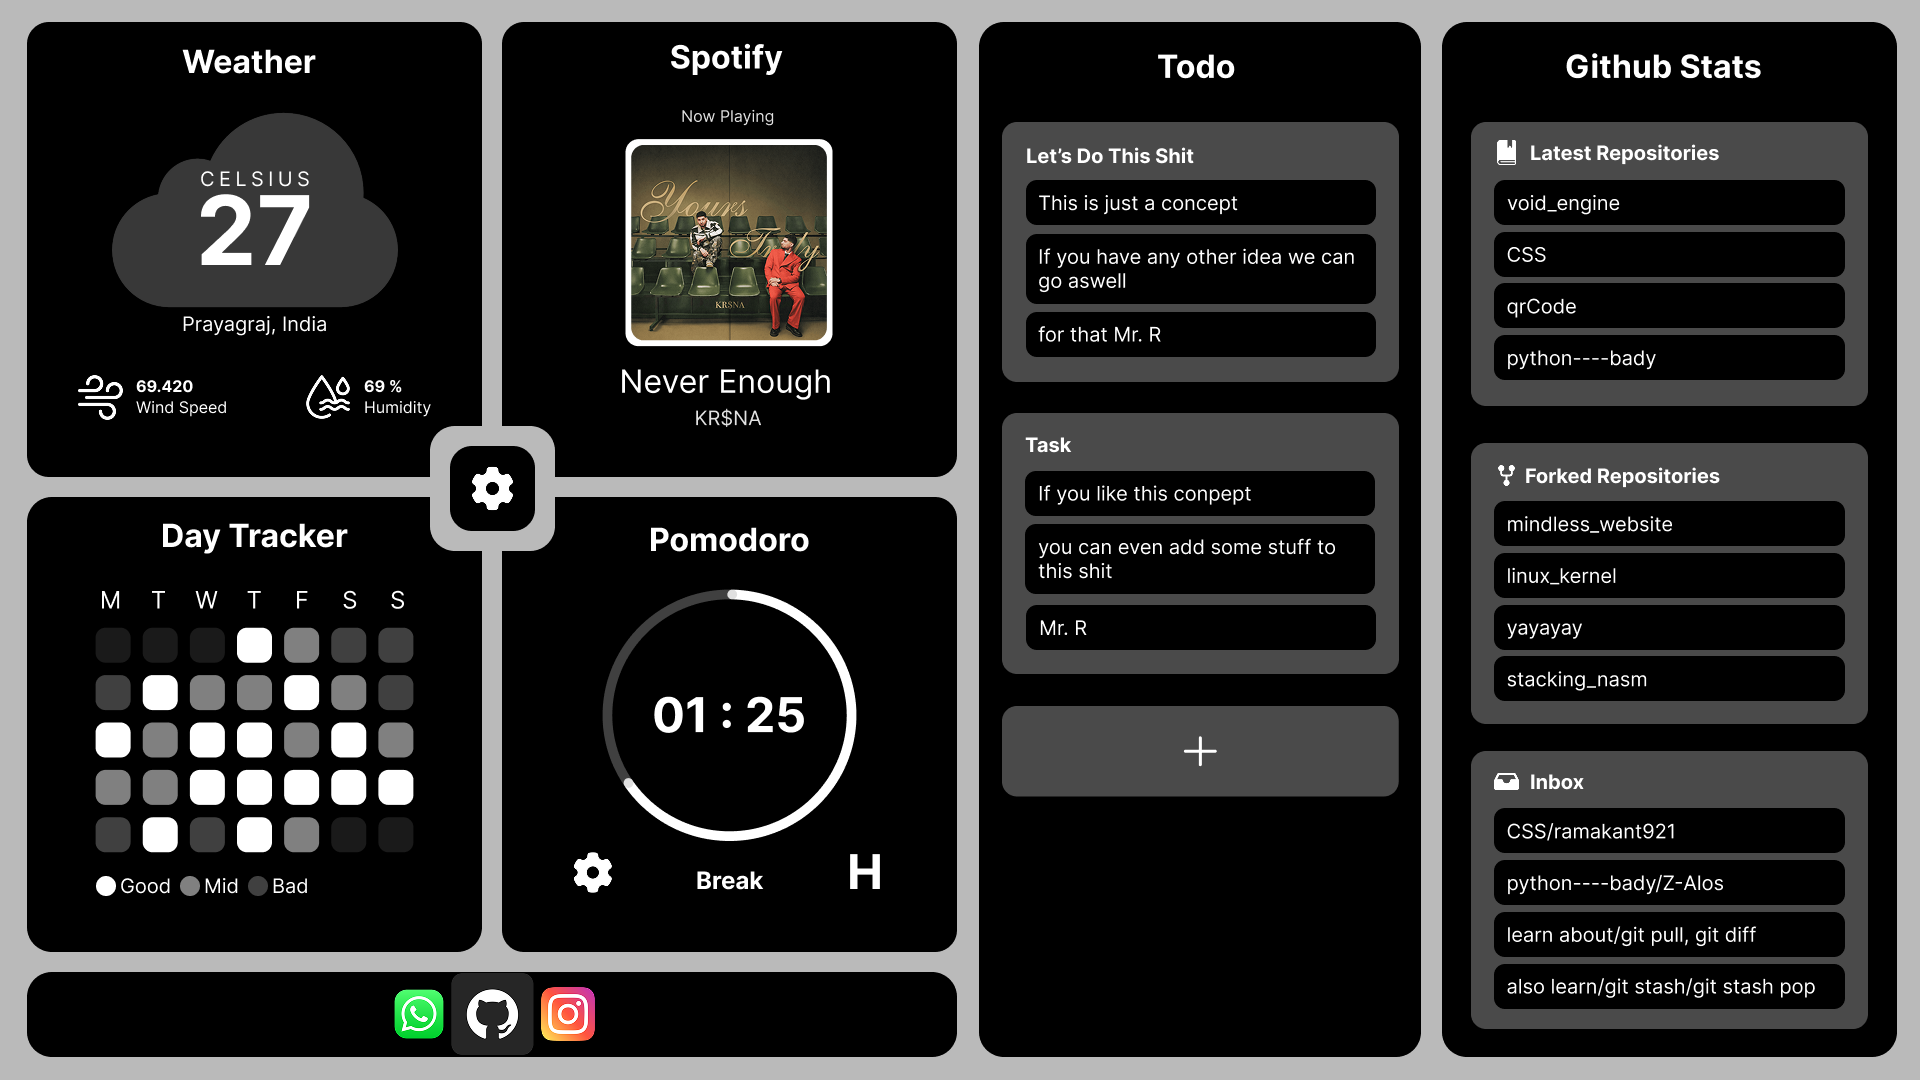 Weather
CELSIUS
27
Prayagraj, India
69.420
Wind Speed
69 %
Humidity
Spotify
Now Playing
Yours
Truly
KR$NA
Never Enough
KR$NA
Day Tracker
M T W T F S S
Good Mid Bad
Pomodoro
01 : 25
Break
H
Todo
Let’s Do This Shit
This is just a concept
If you have any other idea we can
go aswell
for that Mr. R
Task
If you like this conpept
you can even add some stuff to
this shit
Mr. R
Github Stats
Latest Repositories
void_engine
CSS
qrCode
python----bady
Forked Repositories
mindless_website
linux_kernel
yayayay
stacking_nasm
Inbox
CSS/ramakant921
python----bady/Z-Alos
learn about/git pull, git diff
also learn/git stash/git stash pop